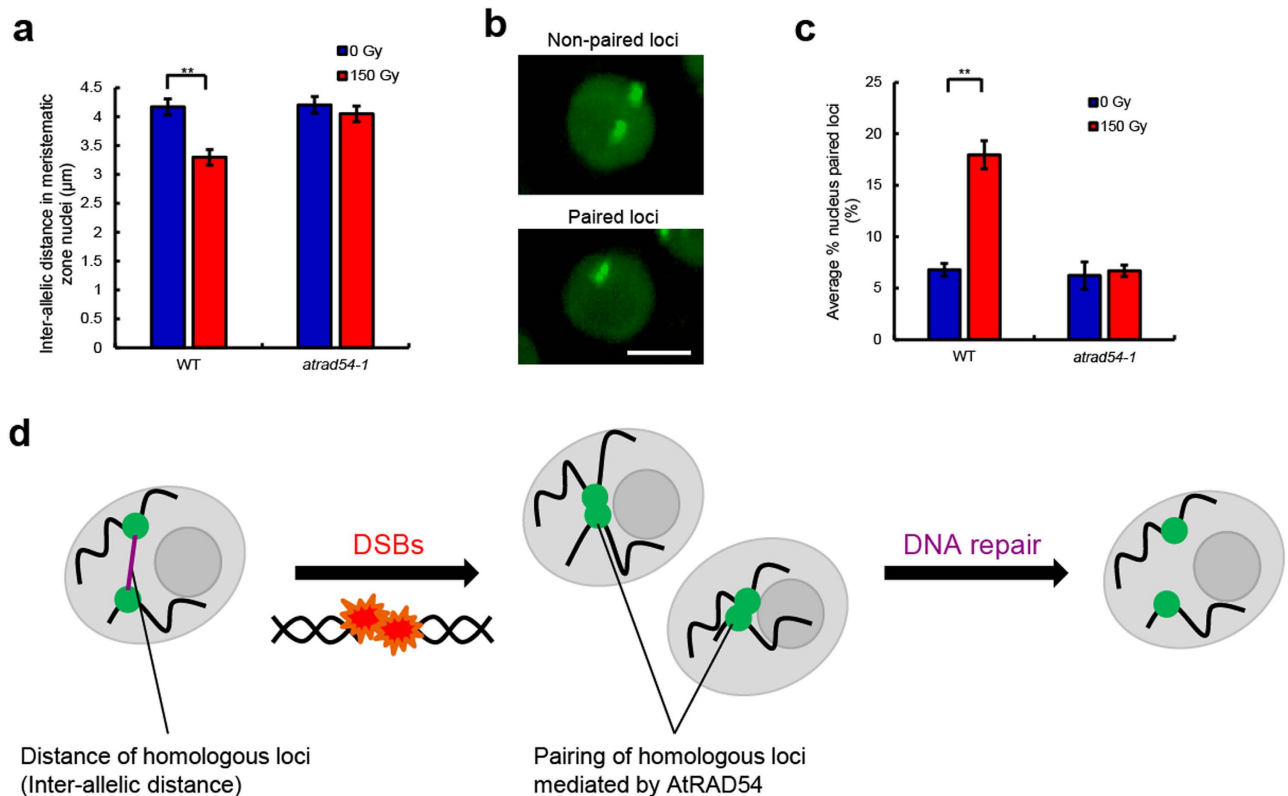 a
0 Gy
150 Gy
**
Inter-allelic distance in meristematic
zone nuclei (μm)
4.5
4
3.5
3
2.5
2
1.5
1
0.5
0
WT
atrad54-1
b
Non-paired loci
Paired loci
c
0 Gy
150 Gy
**
Average % nucleus paired loci
(%)
25
20
15
10
5
0
WT
atrad54-1
d
DSBs
DNA repair
Distance of homologous loci
(Inter-allelic distance)
Pairing of homologous loci
mediated by AtRAD54